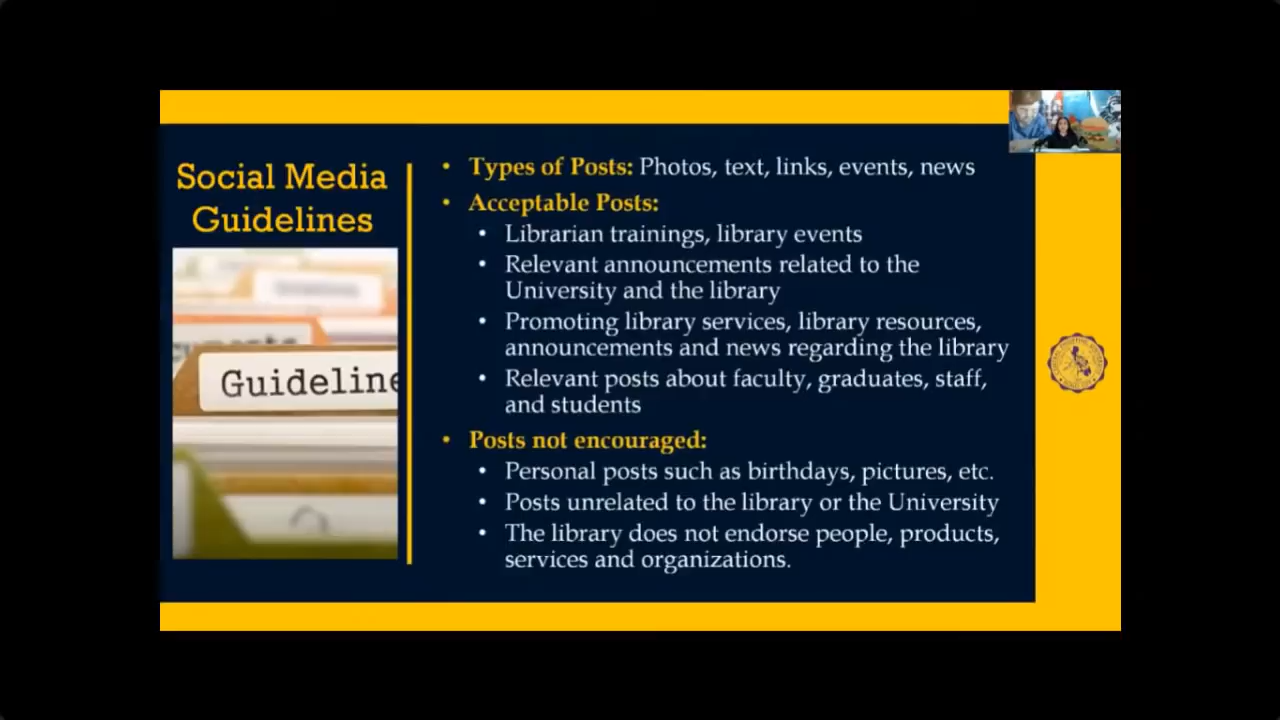 Social Media
Guidelines
Guideline
• Types of Posts: Photos, text, links, events, news
• Acceptable Posts:
• Librarian trainings, library events
• Relevant announcements related to the
University and the library
• Promoting library services, library resources,
announcements and news regarding the library
• Relevant posts about faculty, graduates, staff,
and students
• Posts not encouraged:
• Personal posts such as birthdays, pictures, etc.
• Posts unrelated to the library or the University
• The library does not endorse people, products,
services and organizations.